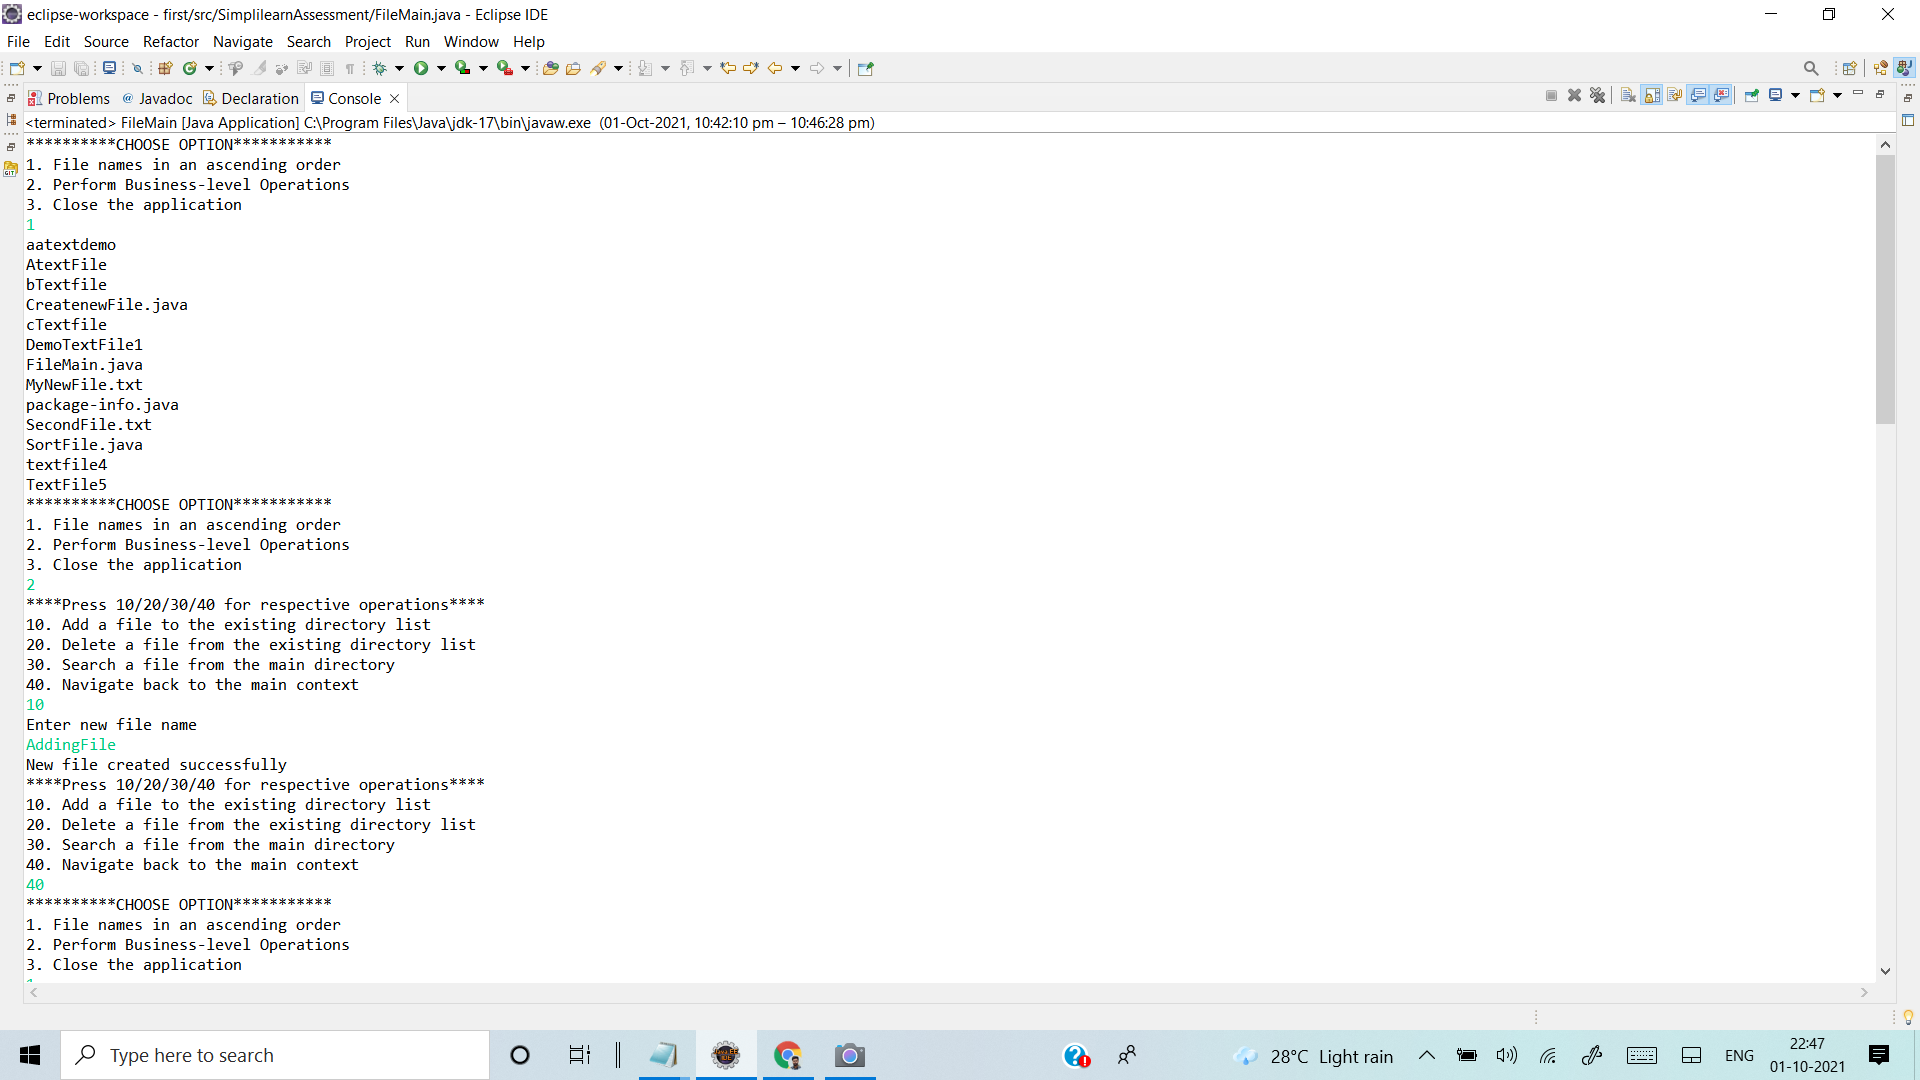 eclipse-workspace - first/src/SimplilearnAssessment/FileMain.java - Eclipse IDE
File Edit Source Refactor Navigate Search Project Run Window Help
Problems @ Javadoc Declaration Console
<terminated> FileMain [Java Application] C:\Program Files\Java\jdk-17\bin\javaw.exe (01-Oct-2021, 10:42:10 pm – 10:46:28 pm)
**********CHOOSE OPTION***********
1. File names in an ascending order
2. Perform Business-level Operations
3. Close the application
1
aatextdemo
AtextFile
bTextfile
CreatenewFile.java
cTextfile
DemoTextFile1
FileMain.java
MyNewFile.txt
package-info.java
SecondFile.txt
SortFile.java
textfile4
TextFile5
**********CHOOSE OPTION***********
1. File names in an ascending order
2. Perform Business-level Operations
3. Close the application
2
****Press 10/20/30/40 for respective operations****
10. Add a file to the existing directory list
20. Delete a file from the existing directory list
30. Search a file from the main directory
40. Navigate back to the main context
10
Enter new file name
AddingFile
New file created successfully
****Press 10/20/30/40 for respective operations****
10. Add a file to the existing directory list
20. Delete a file from the existing directory list
30. Search a file from the main directory
40. Navigate back to the main context
40
**********CHOOSE OPTION***********
1. File names in an ascending order
2. Perform Business-level Operations
3. Close the application
Type here to search
28°C Light rain
ENG
22:47
01-10-2021